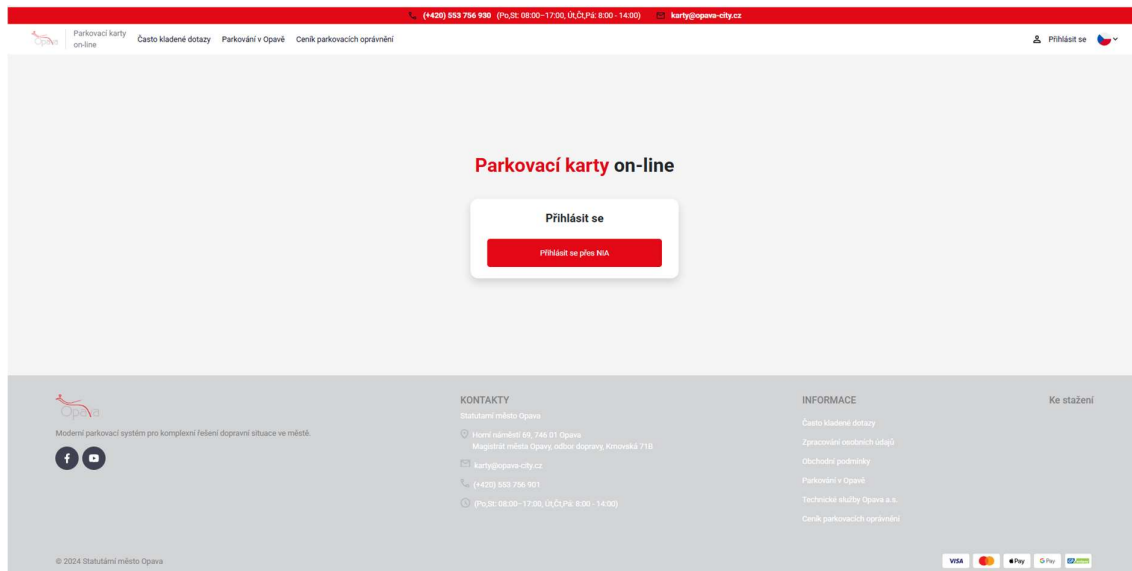 (+420) 553 756 930 (Po,St: 08:00–17:00, Út,Čt,Pá: 8:00 - 14:00) karty@opava-city.cz
Opava
Parkovací karty
on-line
Často kladené dotazy Parkování v Opavě Ceník parkovacích oprávnění
Přihlásit se
Parkovací karty on-line
Přihlásit se
Přihlásit se přes NIA
Opava
Moderní parkovací systém pro komplexní řešení dopravní situace ve městě.
KONTAKTY
Statutární město Opava
Horní náměstí 69, 746 01 Opava
Magistrát města Opavy, odbor dopravy, Krnovská 71B
karty@opava-city.cz
(+420) 553 756 901
(Po,St: 08:00–17:00, Út,Čt,Pá: 8:00 - 14:00)
INFORMACE
Často kladené dotazy
Zpracování osobních údajů
Obchodní podmínky
Parkování v Opavě
Technické služby Opava a.s.
Ceník parkovacích oprávnění
Ke stažení
© 2024 Statutární město Opava
VISA Pay G Pay